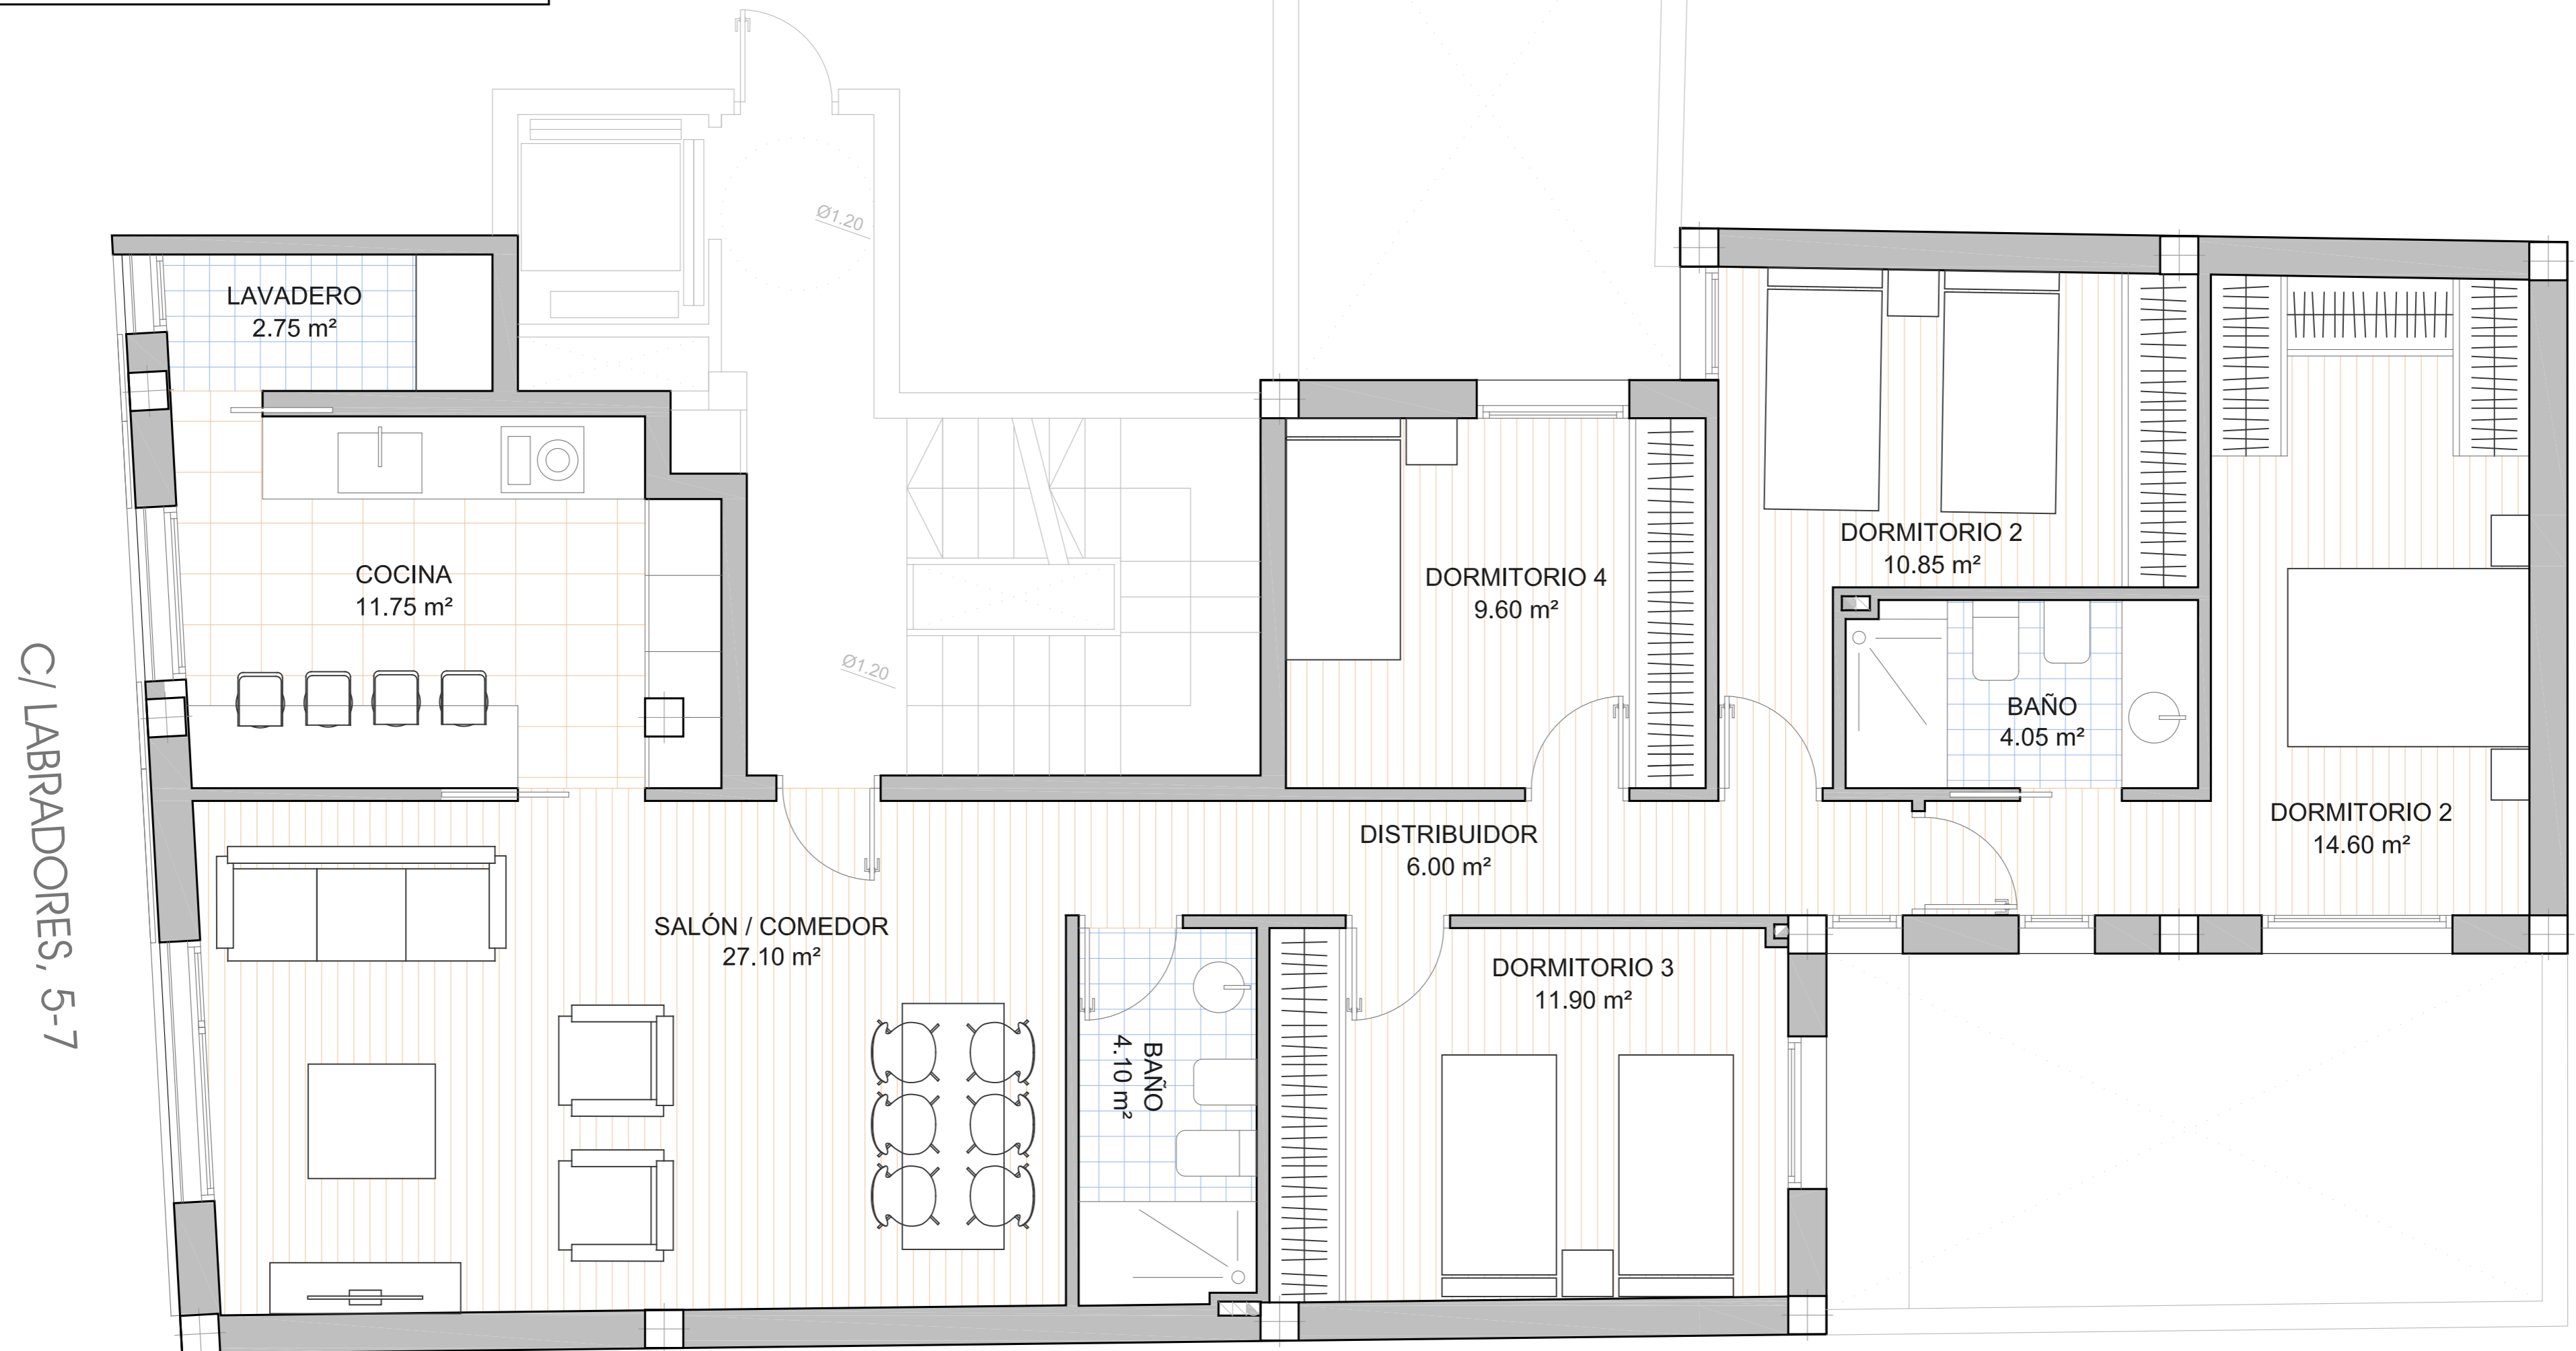 Ø1.20
LAVADERO
2.75 m²
DORMITORIO 2
10.85 m²
COCINA
11.75 m²
DORMITORIO 4
9.60 m²
Ø1.20
BAÑO
4.05 m²
C/ LABRADORES, 5-7
DORMITORIO 2
14.60 m²
DISTRIBUIDOR
6.00 m²
SALÓN / COMEDOR
27.10 m²
DORMITORIO 3
11.90 m²
BAÑO
4.10 m²